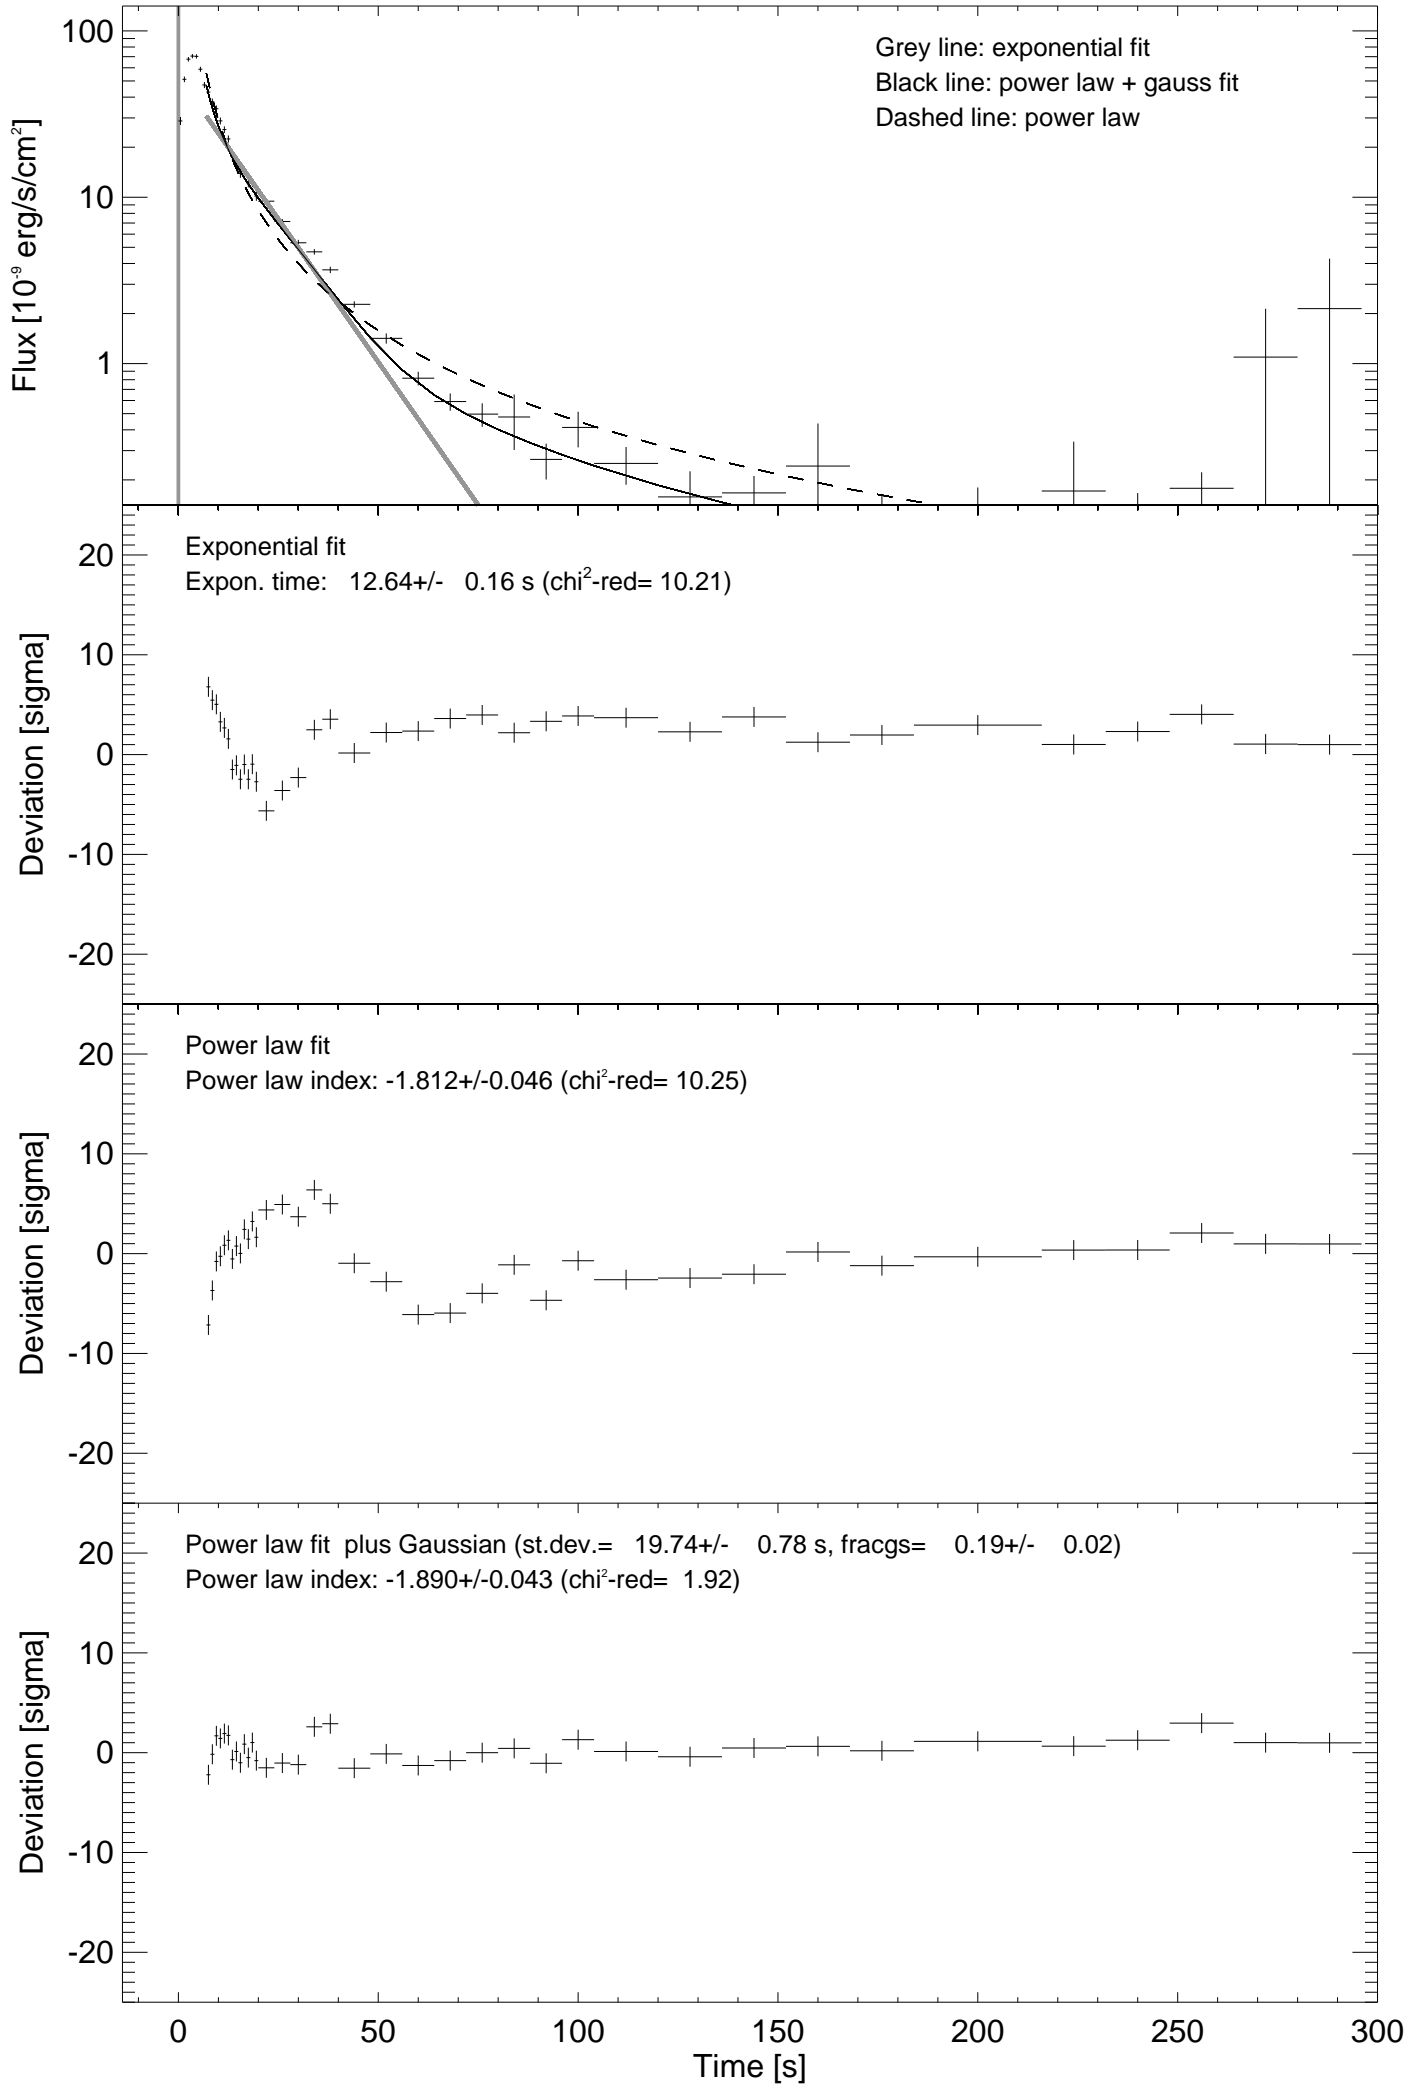 Grey line: exponential fit
Black line: power law + gauss fit
Dashed line: power law
100
10
1
Flux [10⁻⁹ erg/s/cm²]
Exponential fit
Expon. time: 12.64+/- 0.16 s (chi²-red= 10.21)
20
10
0
-10
-20
Deviation [sigma]
Power law fit
Power law index: -1.812+/-0.046 (chi²-red= 10.25)
20
10
0
-10
-20
Deviation [sigma]
Power law fit plus Gaussian (st.dev.= 19.74+/- 0.78 s, fracgs= 0.19+/- 0.02)
Power law index: -1.890+/-0.043 (chi²-red= 1.92)
20
10
0
-10
-20
Deviation [sigma]
0 50 100 150 200 250 300
Time [s]